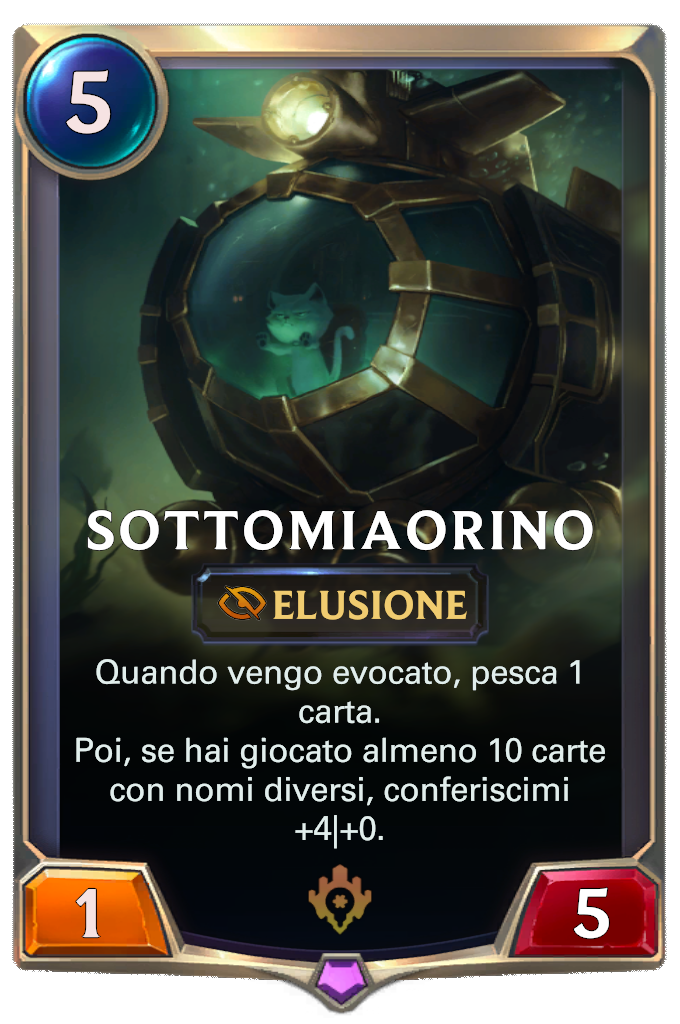 5
SOTTOMIAORINO
ELUSIONE
Quando vengo evocato, pesca 1
carta.
Poi, se hai giocato almeno 10 carte
con nomi diversi, conferiscimi
+4|+0.
1
5